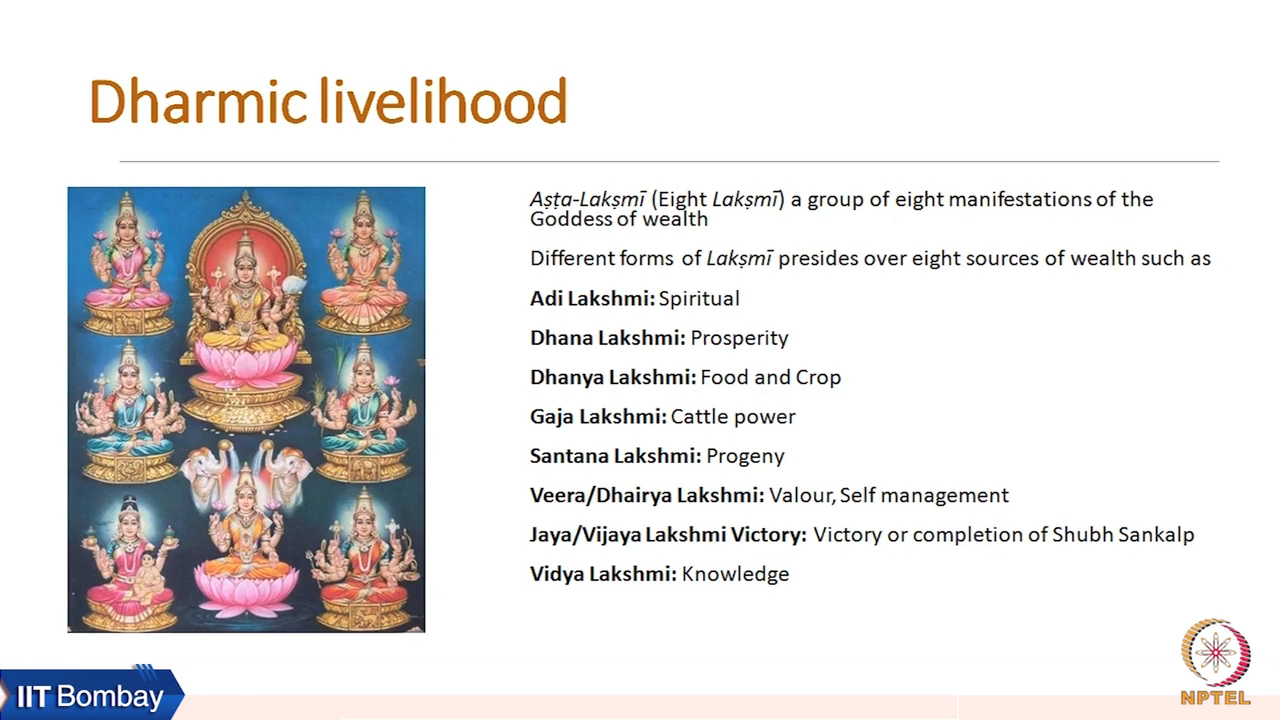 Dharmic livelihood
Aṣṭa-Lakṣmī (Eight Lakṣmī) a group of eight manifestations of the
Goddess of wealth
Different forms of Lakṣmī presides over eight sources of wealth such as
Adi Lakshmi: Spiritual
Dhana Lakshmi: Prosperity
Dhanya Lakshmi: Food and Crop
Gaja Lakshmi: Cattle power
Santana Lakshmi: Progeny
Veera/Dhairya Lakshmi: Valour, Self management
Jaya/Vijaya Lakshmi Victory: Victory or completion of Shubh Sankalp
Vidya Lakshmi: Knowledge
IIT Bombay
NPTEL